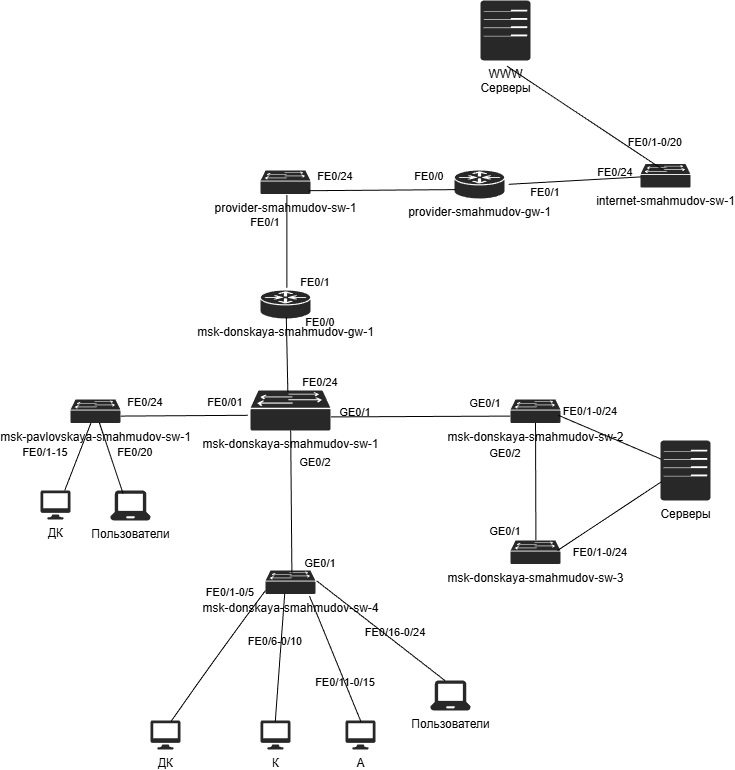 WWW
Серверы
FE0/1-0/20
FE0/24
FE0/0
FE0/24
FE0/1
provider-smahmudov-sw-1
provider-smahmudov-gw-1
internet-smahmudov-sw-1
FE0/1
FE0/1
FE0/0
msk-donskaya-smahmudov-gw-1
FE0/24
FE0/24
FE0/01
GE0/1
GE0/1
FE0/1-0/24
msk-pavlovskaya-smahmudov-sw-1
msk-donskaya-smahmudov-sw-1
msk-donskaya-smahmudov-sw-2
FE0/1-15
FE0/20
GE0/2
GE0/2
Серверы
ДК
Пользователи
GE0/1
FE0/1-0/24
msk-donskaya-smahmudov-sw-3
GE0/1
FE0/1-0/5
msk-donskaya-smahmudov-sw-4
FE0/6-0/10
FE0/16-0/24
FE0/11-0/15
Пользователи
ДК
К
А